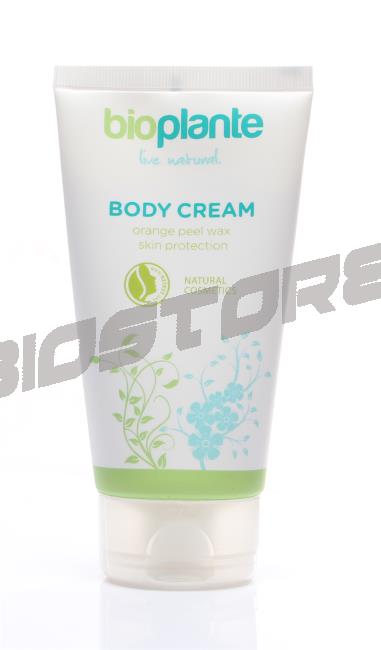 bioplante
live natural.
BODY CREAM
orange peel wax
skin protection
NATURAL
COSMETICS
BIOSTORE